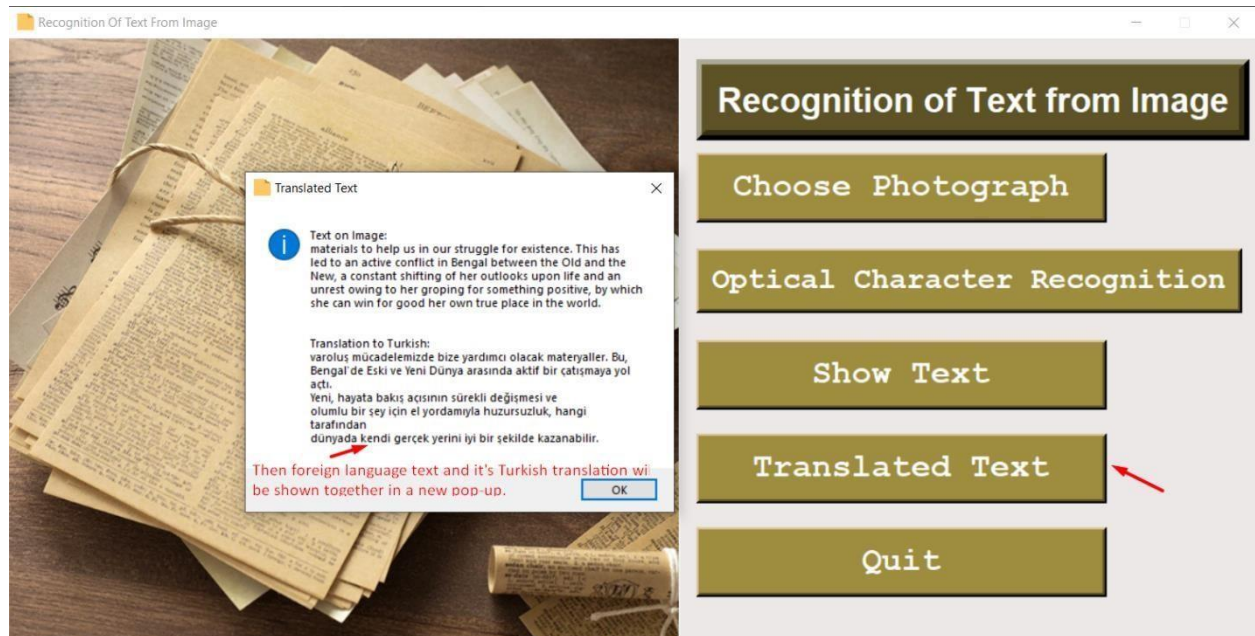 Recognition Of Text From Image
Recognition of Text from Image
Choose Photograph
Optical Character Recognition
Show Text
Translated Text
Quit
Translated Text
Text on Image:
materials to help us in our struggle for existence. This has
led to an active conflict in Bengal between the Old and the
New, a constant shifting of her outlooks upon life and an
unrest owing to her groping for something positive, by which
she can win for good her own true place in the world.
Translation to Turkish:
varoluş mücadelemizde bize yardımcı olacak materyaller. Bu,
Bengal'de Eski ve Yeni Dünya arasında aktif bir çatışmaya yol
açtı.
Yeni, hayata bakış açısının sürekli değişmesi ve
olumlu bir şey için el yordamıyla huzursuzluk, hangi
tarafından
dünyada kendi gerçek yerini iyi bir şekilde kazanabilir.
Then foreign language text and it's Turkish translation wil
be shown together in a new pop-up.
OK